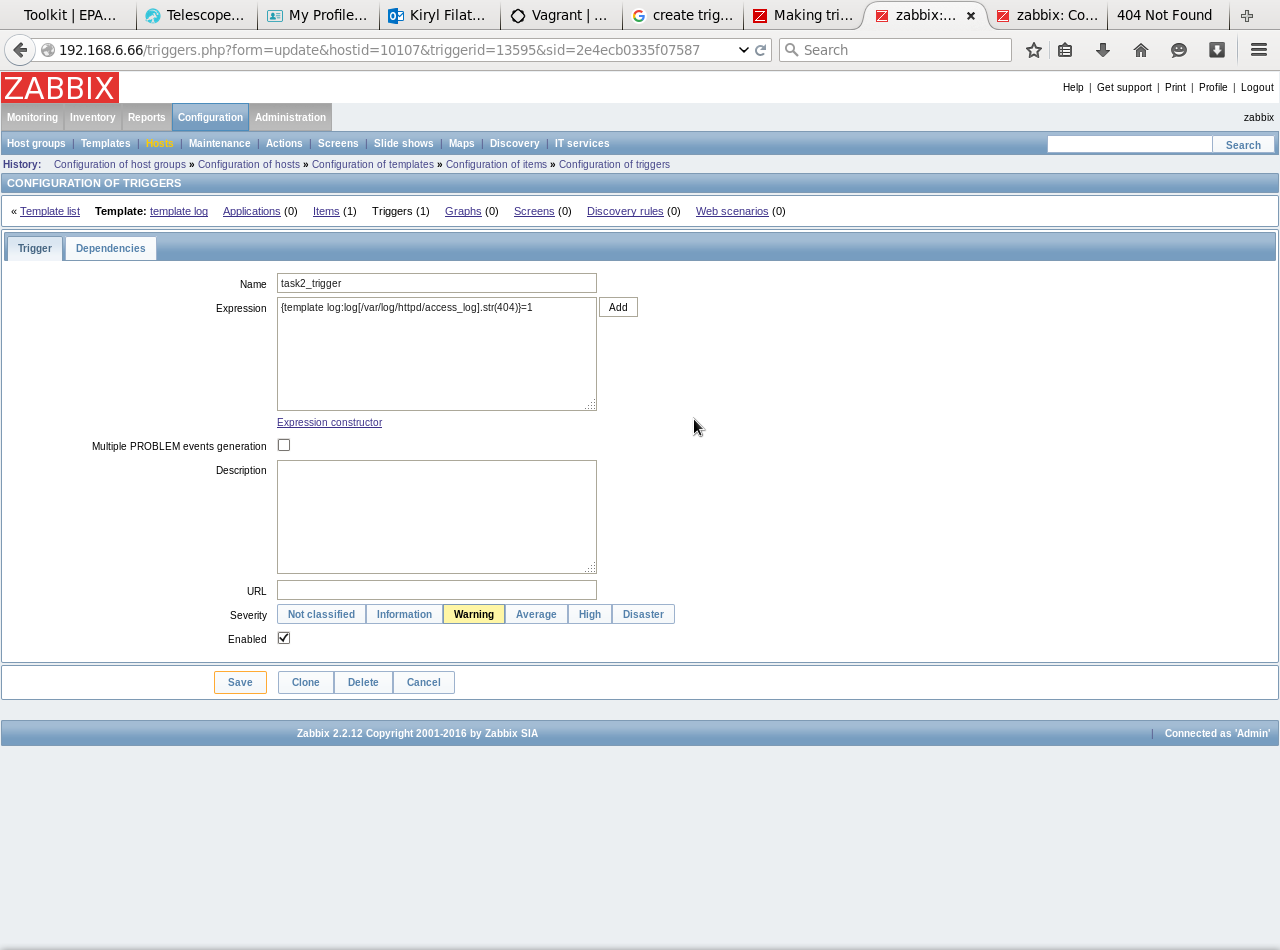 Toolkit | EPA... Telescope... My Profile... Kiryl Filat... Vagrant | ... create trig... Making tri... zabbix:... zabbix: Co... 404 Not Found
192.168.6.66/triggers.php?form=update&hostid=10107&triggerid=13595&sid=2e4ecb0335f07587 Search
ZABBIX
Help | Get support | Print | Profile | Logout
Monitoring Inventory Reports Configuration Administration zabbix
Host groups | Templates | Hosts | Maintenance | Actions | Screens | Slide shows | Maps | Discovery | IT services Search
History: Configuration of host groups » Configuration of hosts » Configuration of templates » Configuration of items » Configuration of triggers
CONFIGURATION OF TRIGGERS
« Template list Template: template log Applications (0) Items (1) Triggers (1) Graphs (0) Screens (0) Discovery rules (0) Web scenarios (0)
Trigger Dependencies
Name task2_trigger
Expression {template log:log[/var/log/httpd/access_log].str(404)}=1 Add
Expression constructor
Multiple PROBLEM events generation
Description
URL
Severity Not classified Information Warning Average High Disaster
Enabled
Save Clone Delete Cancel
Zabbix 2.2.12 Copyright 2001-2016 by Zabbix SIA | Connected as 'Admin'